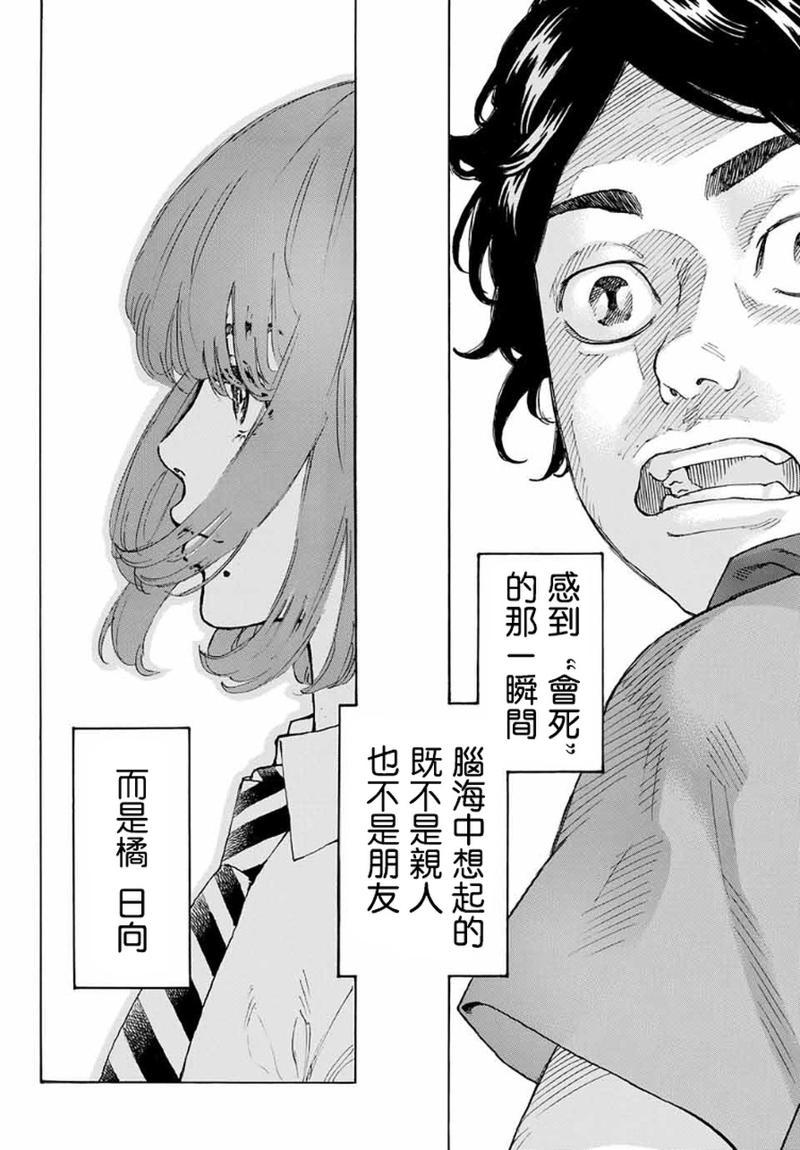 感到“會死”
的那一瞬間
腦海中想起的
既不是親人
也不是朋友
而是橘 日向